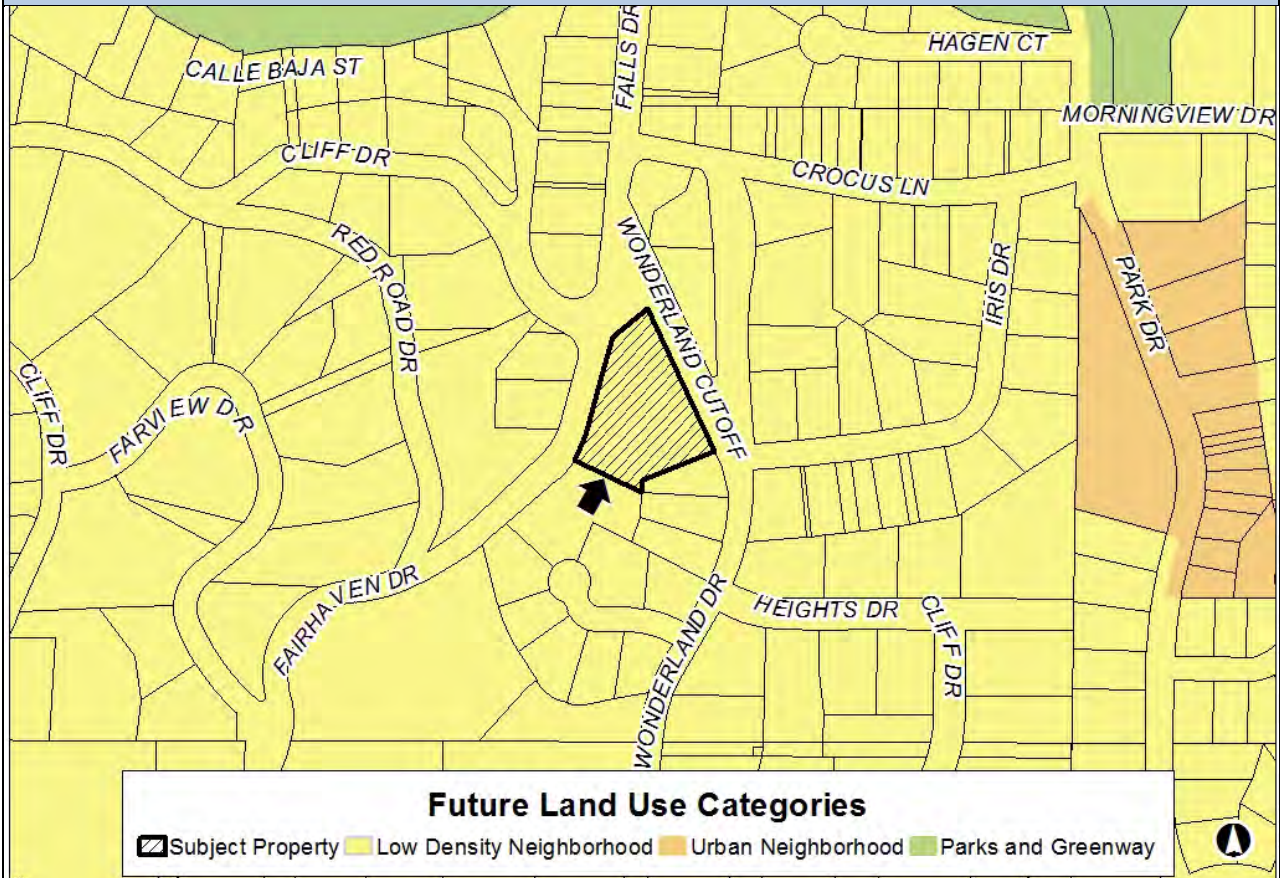 FALLS DR
HAGEN CT
CALLE BAJA ST
MORNINGVIEW DR
CLIFF DR
CROCUS LN
RED ROAD DR
WONDERLAND CUTOFF
IRIS DR
PARK DR
CLIFF DR
FARVIEW DR
FAIRHAVEN DR
WONDERLAND DR
HEIGHTS DR
CLIFF DR
Future Land Use Categories
Subject Property Low Density Neighborhood Urban Neighborhood Parks and Greenway